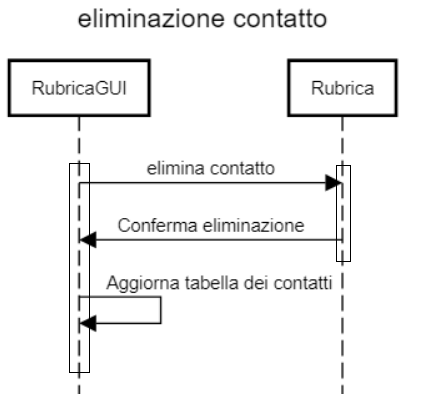 eliminazione contatto
RubricaGUI
Rubrica
elimina contatto
Conferma eliminazione
Aggiorna tabella dei contatti